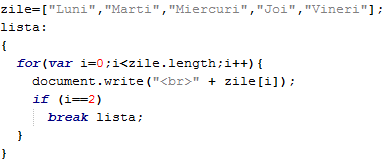 zile=["Luni","Marti","Miercuri","Joi","Vineri"];
lista:
{
  for(var i=0;i<zile.length;i++){
    document.write("<br>" + zile[i]);
    if (i==2)
      break lista;
  }
}